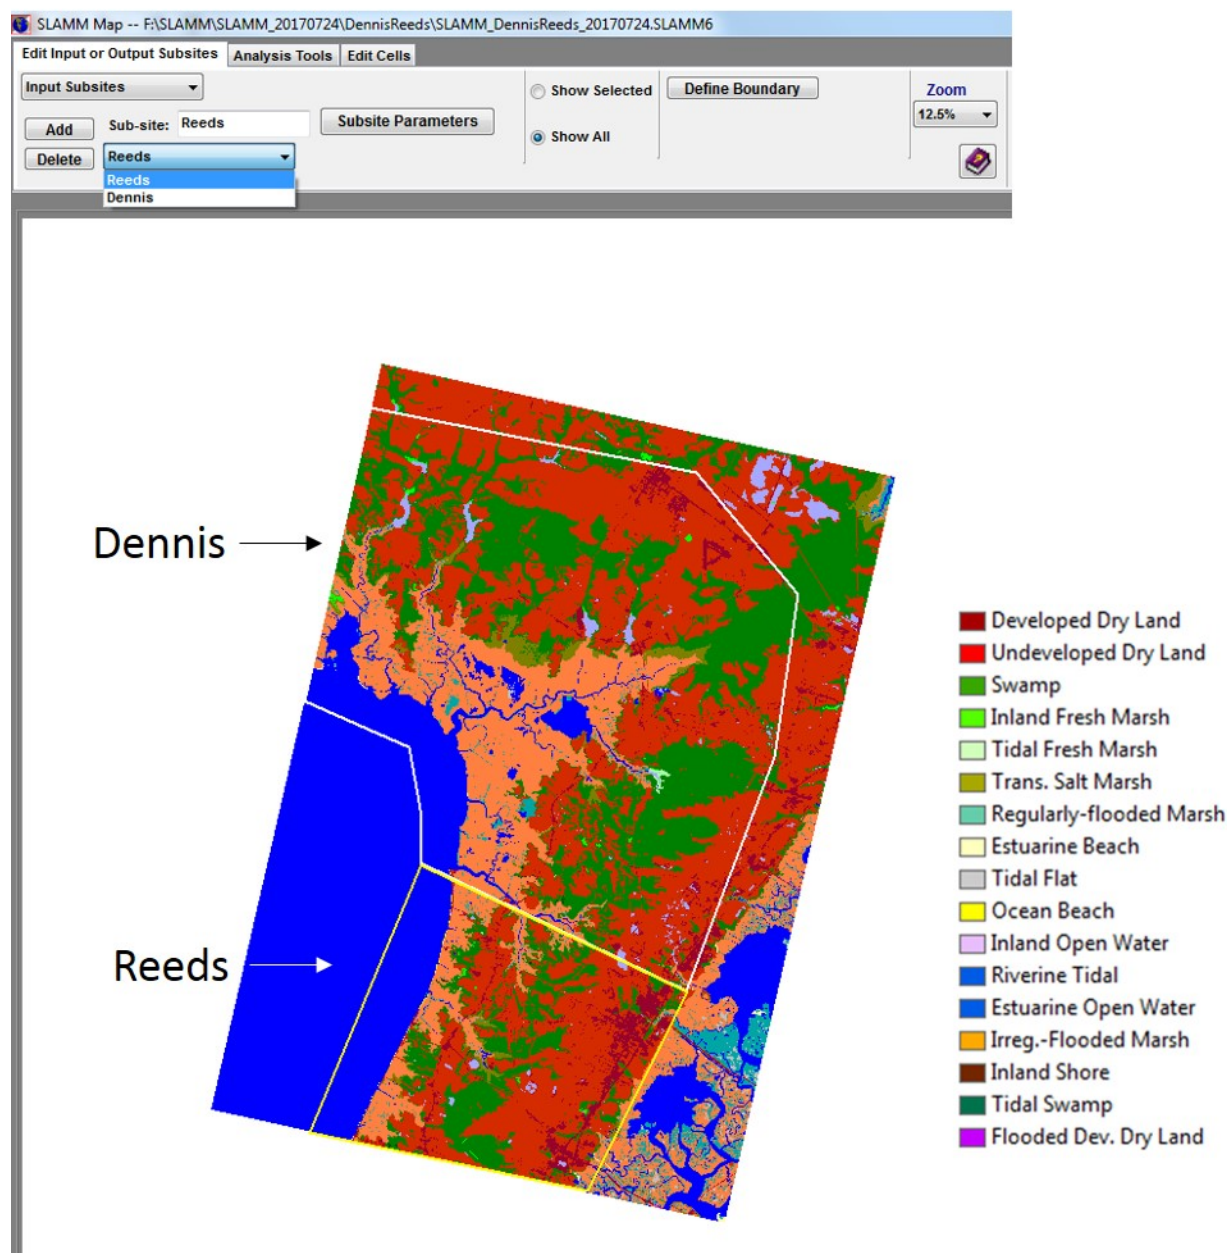 SLAMM Map -- F:\SLAMM\SLAMM_20170724\DennisReeds\SLAMM_DennisReeds_20170724.SLAMM6
Edit Input or Output Subsites Analysis Tools Edit Cells
Input Subsites
Add Sub-site: Reeds Subsite Parameters
Delete Reeds
Reeds
Dennis
Show Selected
Show All
Define Boundary
Zoom
12.5%
Dennis
Reeds
Developed Dry Land
Undeveloped Dry Land
Swamp
Inland Fresh Marsh
Tidal Fresh Marsh
Trans. Salt Marsh
Regularly-flooded Marsh
Estuarine Beach
Tidal Flat
Ocean Beach
Inland Open Water
Riverine Tidal
Estuarine Open Water
Irreg.-Flooded Marsh
Inland Shore
Tidal Swamp
Flooded Dev. Dry Land